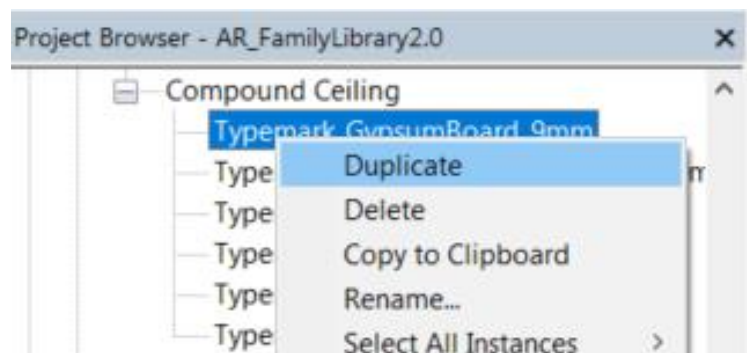 Project Browser - AR_FamilyLibrary2.0
Compound Ceiling
Typemark_GypsumBoard_9mm
Duplicate
Type
Delete
Type
Copy to Clipboard
Type
Rename...
Type
Select All Instances >
Type